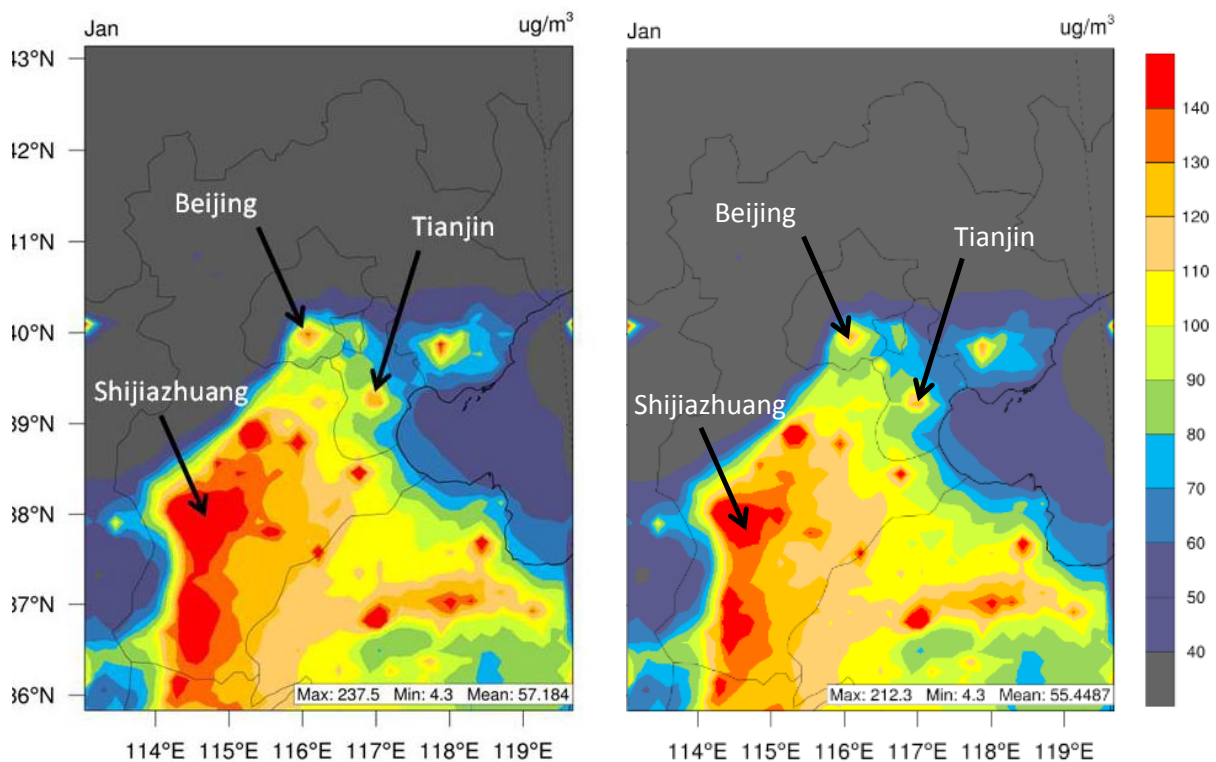 Jan ug/m³
43°N
42°N
41°N
40°N
39°N
38°N
37°N
36°N
Beijing
Tianjin
Shijiazhuang
Max: 237.5 Min: 4.3 Mean: 57.184
114°E 115°E 116°E 117°E 118°E 119°E
Jan ug/m³
Beijing
Tianjin
Shijiazhuang
Max: 212.3 Min: 4.3 Mean: 55.4487
114°E 115°E 116°E 117°E 118°E 119°E
140
130
120
110
100
90
80
70
60
50
40